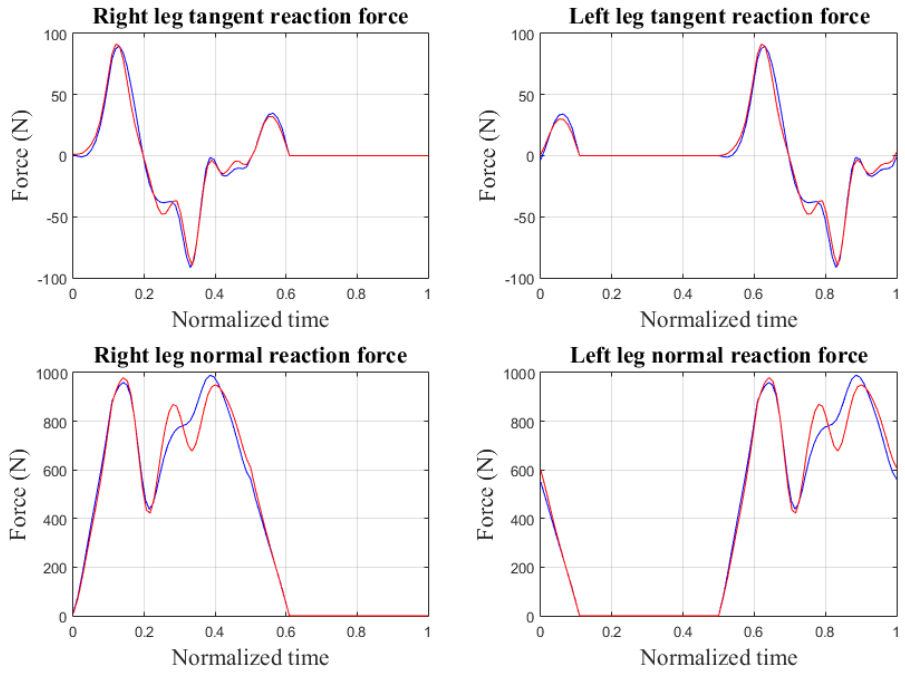 Right leg tangent reaction force
Force (N)
100
50
0
-50
-100
0 0.2 0.4 0.6 0.8 1
Normalized time
Left leg tangent reaction force
Force (N)
100
50
0
-50
-100
0 0.2 0.4 0.6 0.8 1
Normalized time
Right leg normal reaction force
Force (N)
1000
800
600
400
200
0
0 0.2 0.4 0.6 0.8 1
Normalized time
Left leg normal reaction force
Force (N)
1000
800
600
400
200
0
0 0.2 0.4 0.6 0.8 1
Normalized time